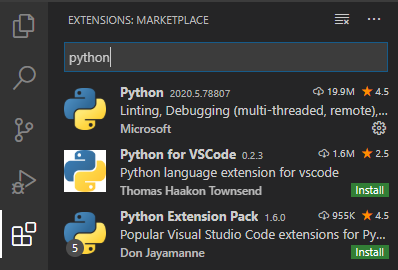 EXTENSIONS: MARKETPLACE
python
Python 2020.5.78807 19.9M 4.5
Linting, Debugging (multi-threaded, remote),...
Microsoft
Python for VSCode 0.2.3 1.6M 2.5
Python language extension for vscode
Thomas Haakon Townsend Install
Python Extension Pack 1.6.0 955K 4.5
5 Popular Visual Studio Code extensions for Py...
Don Jayamanne Install